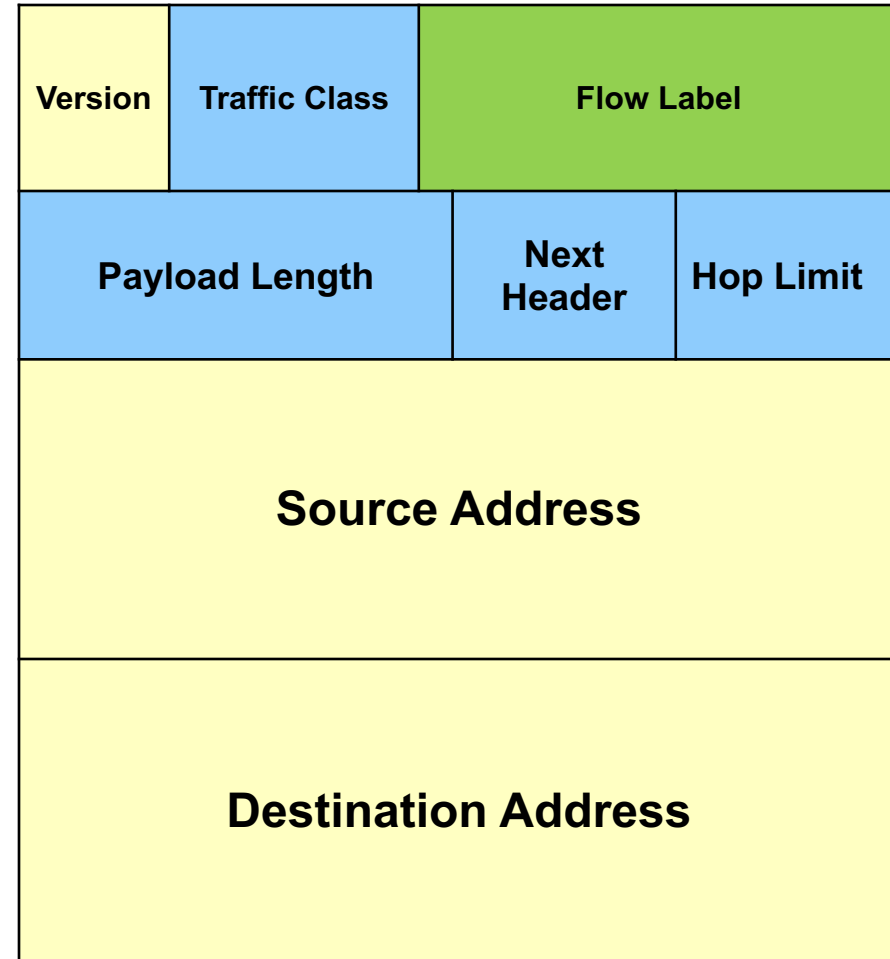 Version
Traffic Class
Flow Label
Payload Length
Next
Header
Hop Limit
Source Address
Destination Address